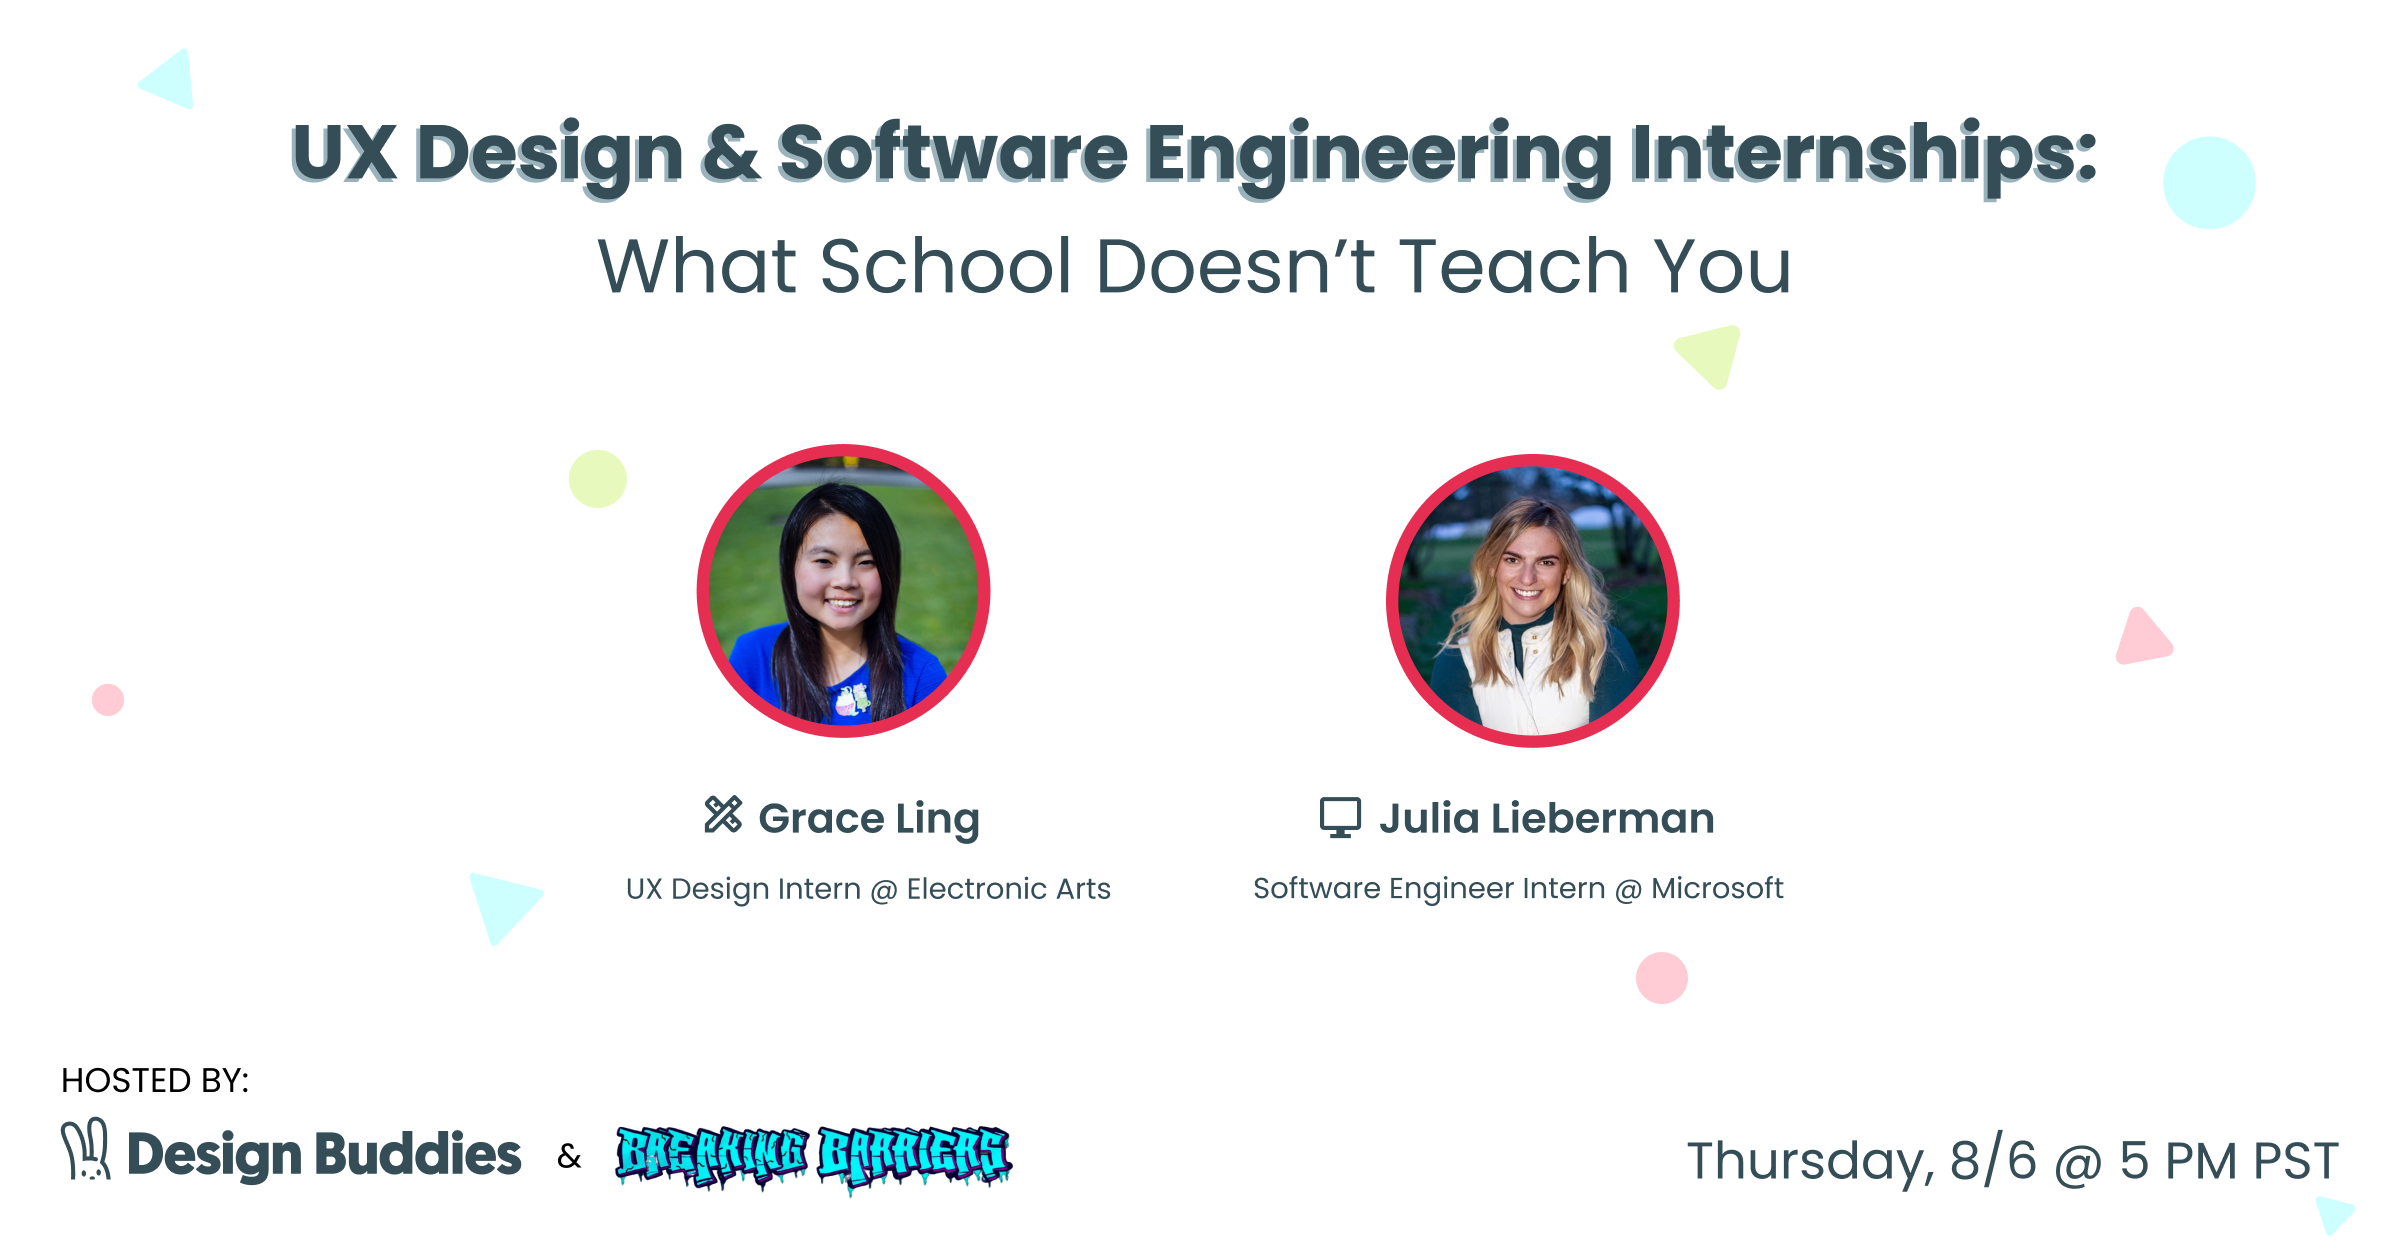 UX Design & Software Engineering Internships:
What School Doesn’t Teach You
Grace Ling
UX Design Intern @ Electronic Arts
Julia Lieberman
Software Engineer Intern @ Microsoft
HOSTED BY:
Design Buddies & BREAKING BARRIERS
Thursday, 8/6 @ 5 PM PST